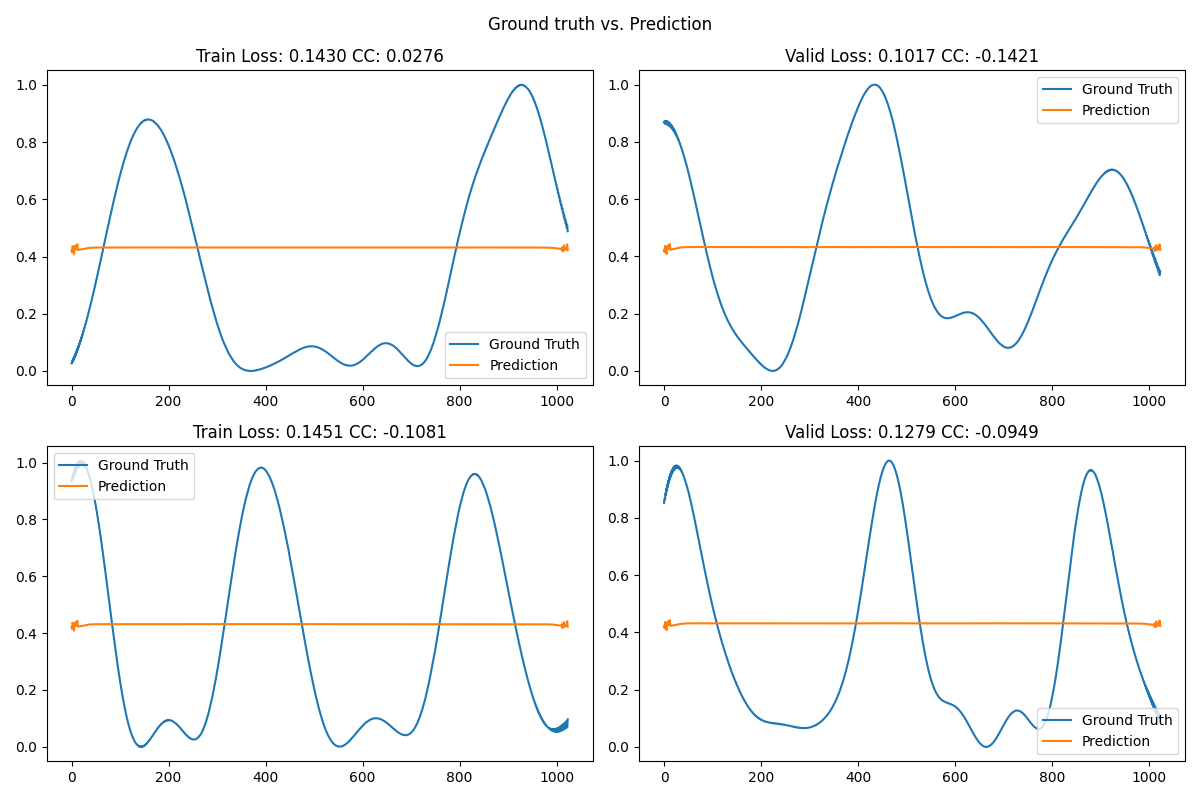 Ground truth vs. Prediction
Train Loss: 0.1430 CC: 0.0276
1.0
0.8
0.6
0.4
0.2
0.0
Ground Truth
Prediction
0 200 400 600 800 1000
Valid Loss: 0.1017 CC: -0.1421
1.0
0.8
0.6
0.4
0.2
0.0
Ground Truth
Prediction
0 200 400 600 800 1000
Train Loss: 0.1451 CC: -0.1081
1.0
0.8
0.6
0.4
0.2
0.0
Ground Truth
Prediction
0 200 400 600 800 1000
Valid Loss: 0.1279 CC: -0.0949
1.0
0.8
0.6
0.4
0.2
0.0
Ground Truth
Prediction
0 200 400 600 800 1000